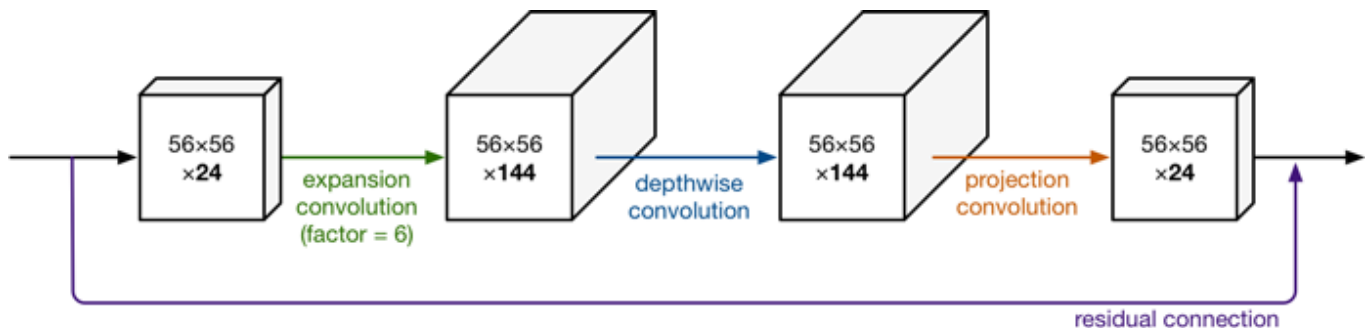 56×56
×24
expansion
convolution
(factor = 6)
56×56
×144
depthwise
convolution
56×56
×144
projection
convolution
56×56
×24
residual connection